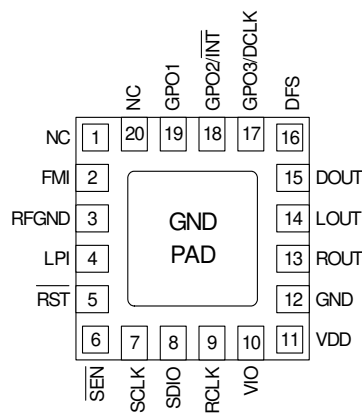 NC
GPO1
GPO2/INT
GPO3/DCLK
DFS
NC 1 20 19 18 17 16
FMI 2 15 DOUT
RFGND 3 GND 14 LOUT
LPI 4 PAD 13 ROUT
RST 5 12 GND
6 7 8 9 10 11 VDD
SEN
SCLK
SDIO
RCLK
VIO